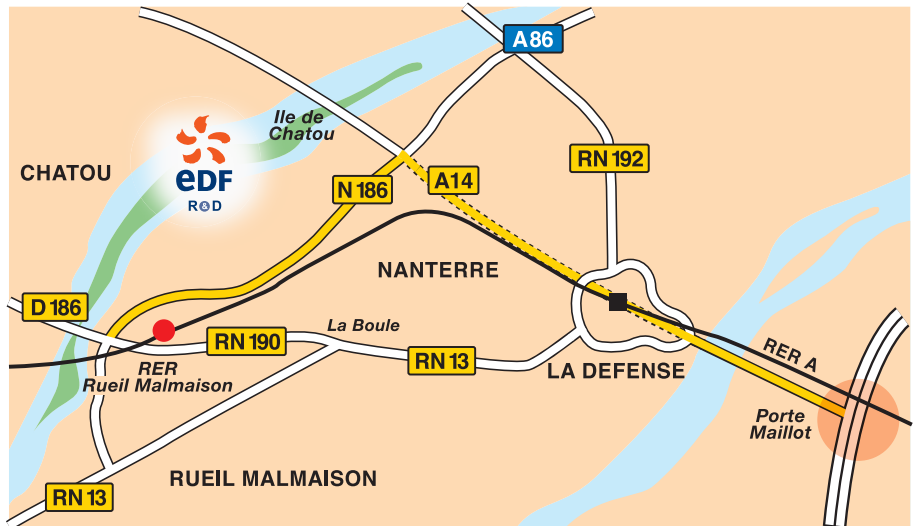 A86
Ile de
Chatou
RN 192
CHATOU
eDF
R&D
N 186
A14
NANTERRE
D 186
La Boule
RN 190
RER
Rueil Malmaison
RN 13
LA DEFENSE
RER A
Porte
Maillot
RUEIL MALMAISON
RN 13